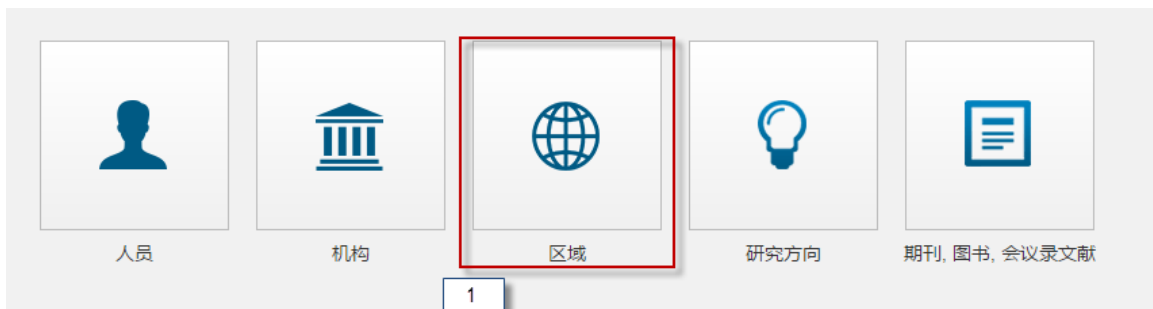 人员 机构 区域 研究方向 期刊, 图书, 会议录文献
1